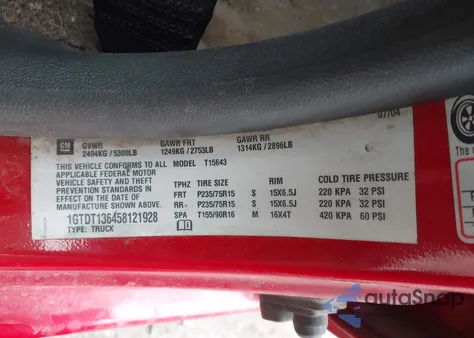 07704
GM
GVWR GAWR FRT GAWR RR
2404KG / 5300LB 1249KG / 2753LB 1314KG / 2896LB
THIS VEHICLE CONFORMS TO ALL MODEL T15643
APPLICABLE FEDERAL MOTOR
VEHICLE SAFETY AND THEFT
PREVENTION STANDARDS IN
EFFECT ON THE DATE OF
MANUFACTURE SHOWN ABOVE.
1GTDT136458121928
TYPE: TRUCK
TPHZ TIRE SIZE RIM COLD TIRE PRESSURE
FRT P235/75R15 S 15X6.5J 220 KPA 32 PSI
RR P235/75R15 S 15X6.5J 220 KPA 32 PSI
SPA T155/90R16 M 16X4T 420 KPA 60 PSI
autoSnap